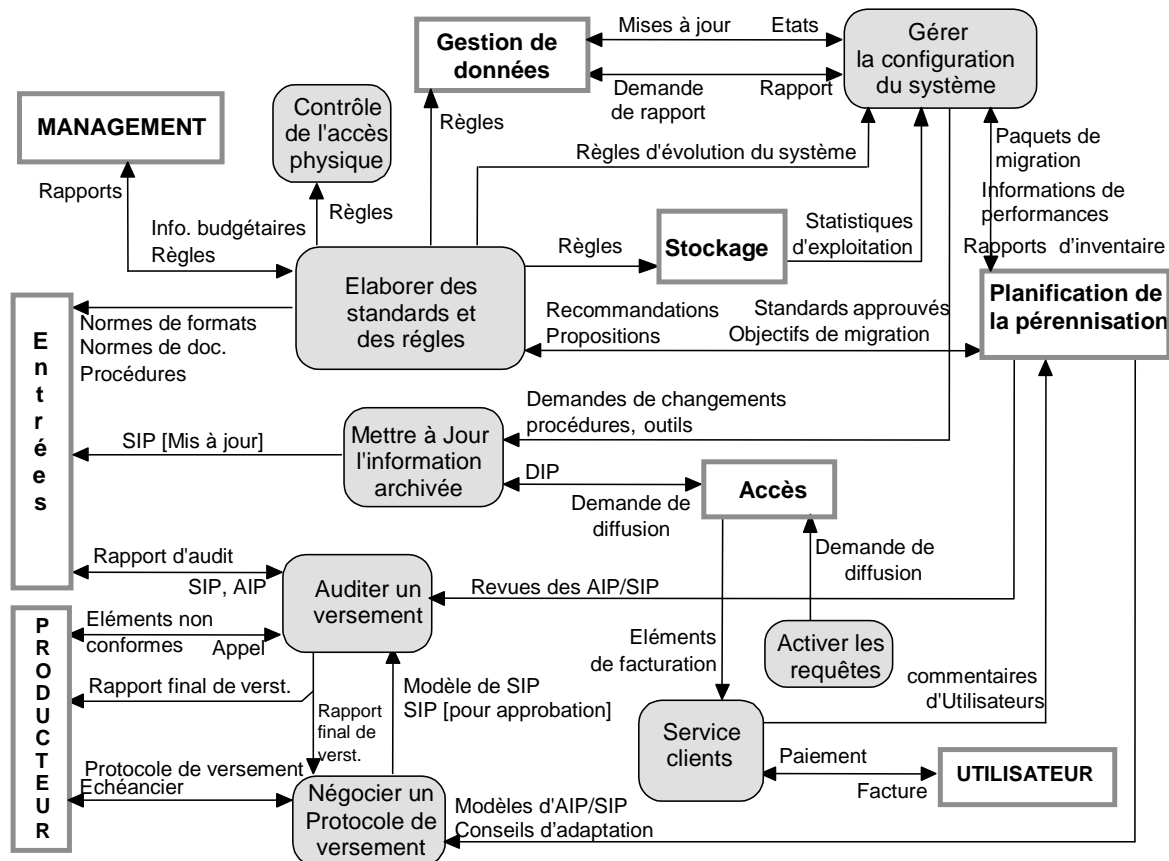 Mises à jour
Etats
Gérer
la configuration
du système
Gestion de
données
Demande
de rapport
Rapport
MANAGEMENT
Contrôle
de l'accès
physique
Règles
Rapports
Règles
Info. budgétaires
Règles
Règles d'évolution du système
Paquets de
migration
Informations de
performances
Rapports d'inventaire
Règles
Stockage
Statistiques
d'exploitation
Elaborer des
standards et
des régles
Recommandations
Propositions
Standards approuvés
Objectifs de migration
Planification de
la pérennisation
Entrées
Normes de formats
Normes de doc.
Procédures
SIP [Mis à jour]
Mettre à Jour
l'information
archivée
Demandes de changements
procédures, outils
DIP
Demande de
diffusion
Accès
Demande de
diffusion
Rapport d'audit
SIP, AIP
Auditer un
versement
Revues des AIP/SIP
PRODUCTEUR
Eléments non
conformes
Appel
Rapport final de verst.
Rapport
final de
verst.
Modèle de SIP
SIP [pour approbation]
Eléments
de facturation
Activer les
requêtes
commentaires
d'Utilisateurs
Service
clients
Paiement
Facture
UTILISATEUR
Protocole de versement
Echéancier
Négocier un
Protocole de
versement
Modèles d'AIP/SIP
Conseils d'adaptation